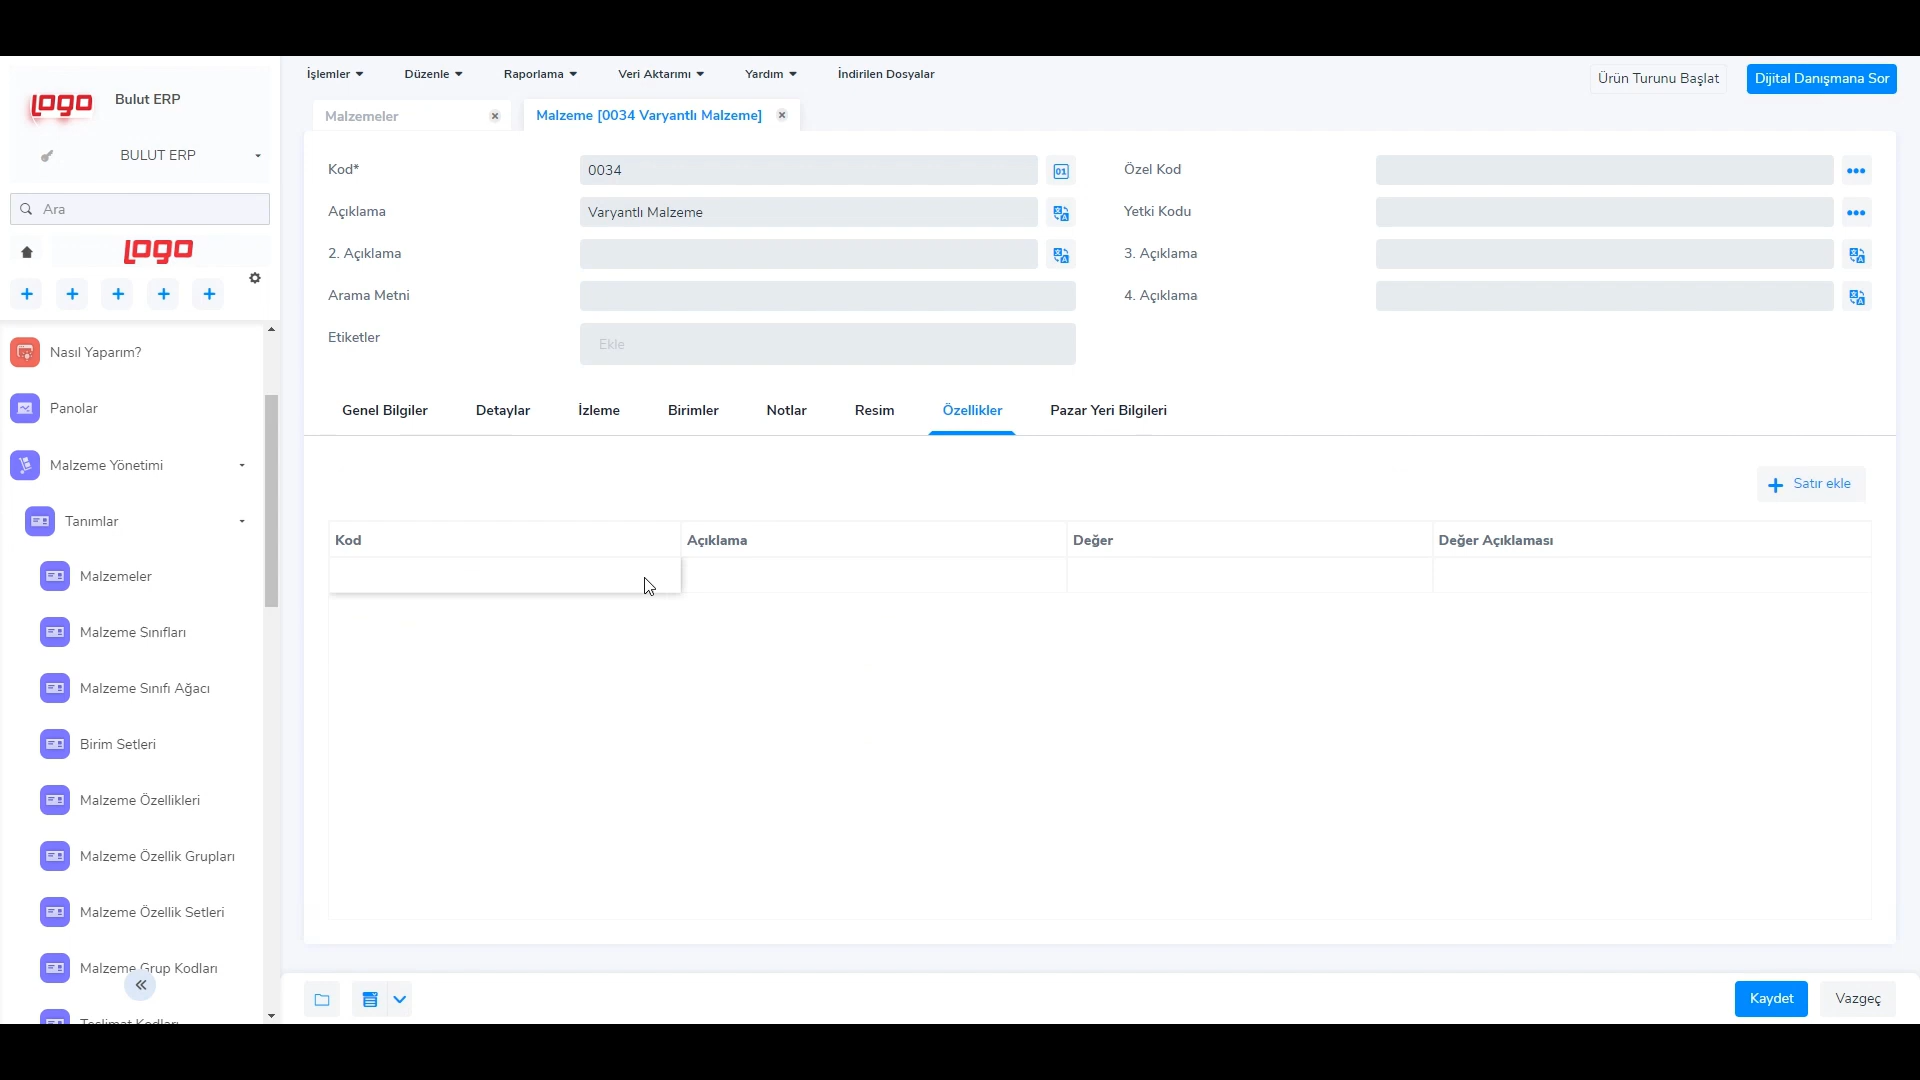 İşlemler
Düzenle
Raporlama
Veri Aktarımı
Yardım
İndirilen Dosyalar
Ürün Turunu Başlat
Dijital Danışmana Sor
logo
Bulut ERP
BULUT ERP
Ara
logo
Nasıl Yaparım?
Panolar
Malzeme Yönetimi
Tanımlar
Malzemeler
Malzeme Sınıfları
Malzeme Sınıfı Ağacı
Birim Setleri
Malzeme Özellikleri
Malzeme Özellik Grupları
Malzeme Özellik Setleri
Malzeme Grup Kodları
Teslimat Kodları
Malzemeler
Malzeme [0034 Varyantlı Malzeme]
Kod*
0034
Özel Kod
Açıklama
Varyantlı Malzeme
Yetki Kodu
2. Açıklama
3. Açıklama
Arama Metni
4. Açıklama
Etiketler
Ekle
Genel Bilgiler
Detaylar
İzleme
Birimler
Notlar
Resim
Özellikler
Pazar Yeri Bilgileri
Satır ekle
Kod
Açıklama
Değer
Değer Açıklaması
Kaydet
Vazgeç